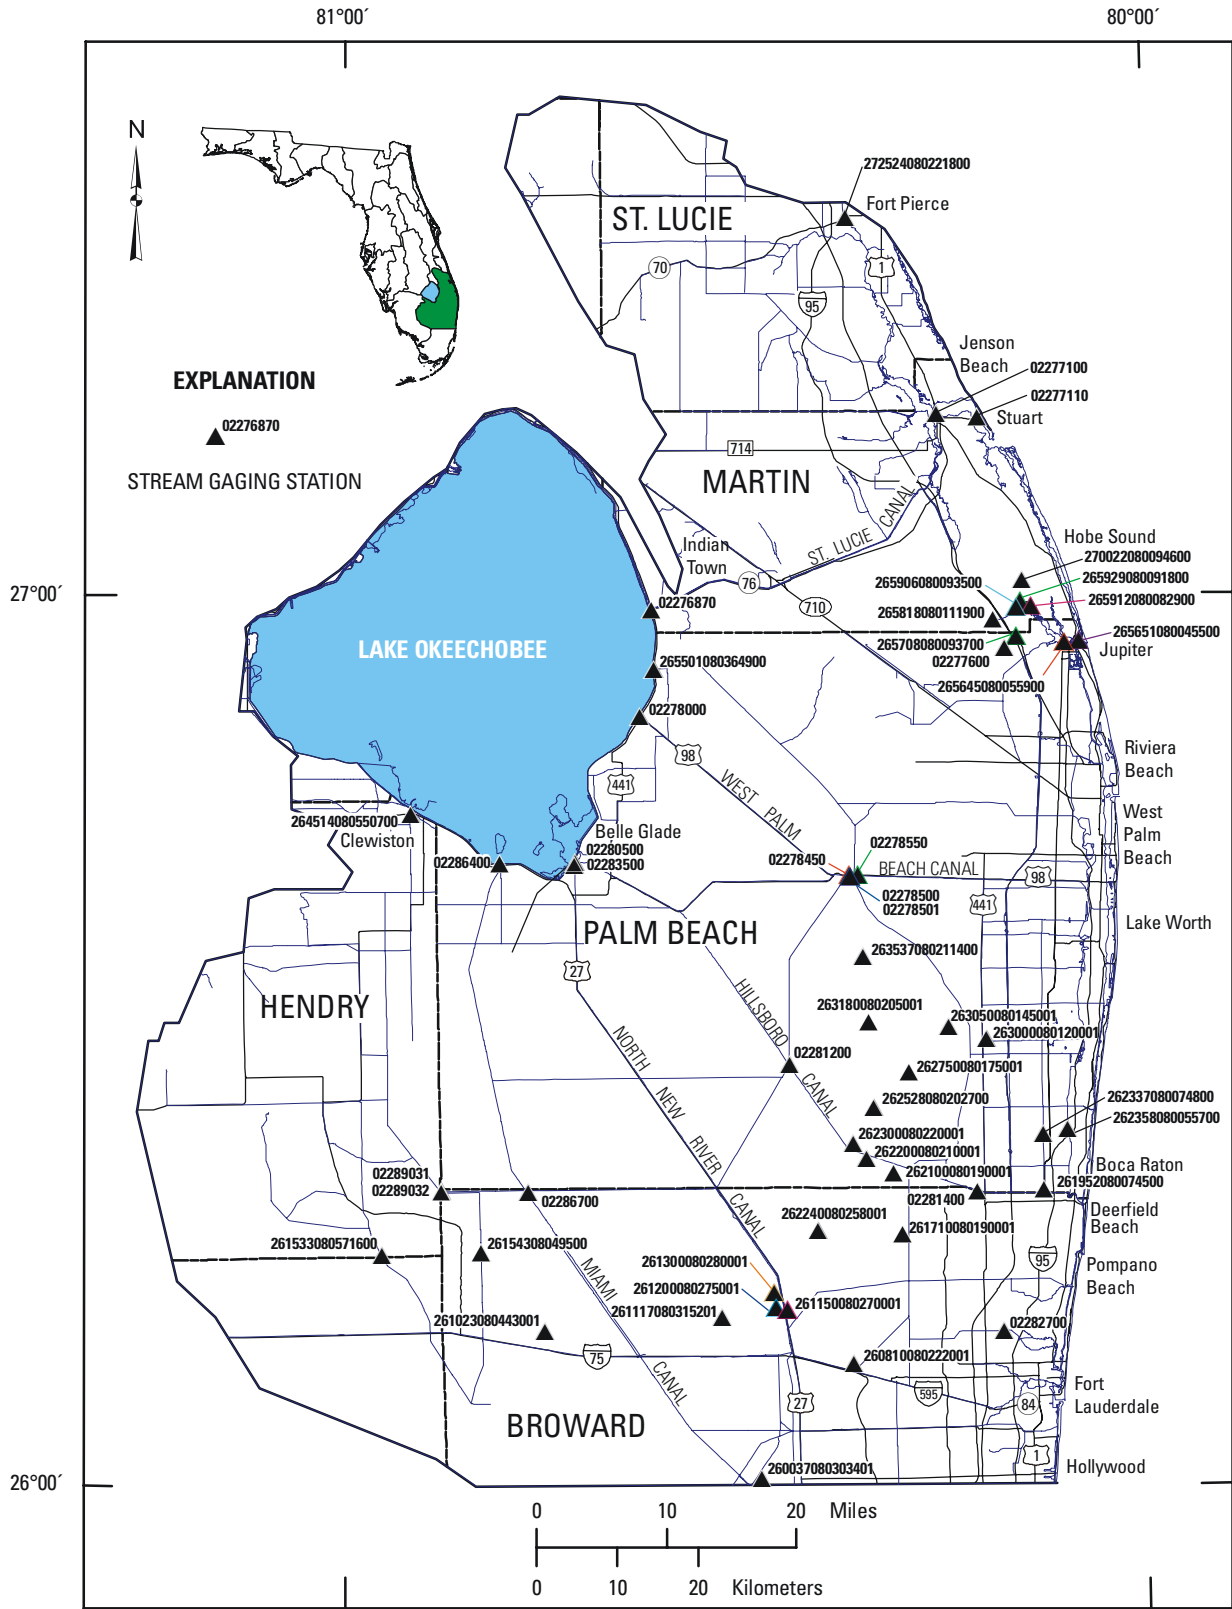 81°00´
80°00´
N
272524080221800
Fort Pierce
ST. LUCIE
70
1
95
EXPLANATION
02276870
STREAM GAGING STATION
Jenson
Beach
02277100
02277110
Stuart
714
MARTIN
ST. LUCIE CANAL
Indian
Town
76
710
Hobe Sound
270022080094600
265906080093500
265929080091800
265912080082900
265818080111900
27°00´
02276870
265708080093700
02277600
265651080045500
Jupiter
265645080055900
LAKE OKEECHOBEE
265501080364900
02278000
98
WEST PALM
441
Riviera
Beach
West
Palm
Beach
264514080550700
Clewiston
Belle Glade
02280500
02283500
02286400
02278450
02278550
BEACH CANAL
98
02278500
02278501
441
Lake Worth
PALM BEACH
27
263537080211400
HENDRY
HILLSBORO CANAL
263180080205001
263050080145001
263000080120001
NORTH NEW RIVER CANAL
02281200
262750080175001
262528080202700
262337080074800
262358080055700
262300080220001
262200080210001
262100080190001
Boca Raton
02289031
02289032
02286700
02281400
261952080074500
Deerfield
Beach
262240080258001
261710080190001
261533080571600
26154308049500
MIAMI CANAL
261300080280001
261200080275001
261150080270001
261117080315201
95
Pompano
Beach
261023080443001
02282700
75
260810080222001
595
84
Fort
Lauderdale
27
BROWARD
1
Hollywood
26°00´
260037080303401
0 10 20 Miles
0 10 20 Kilometers